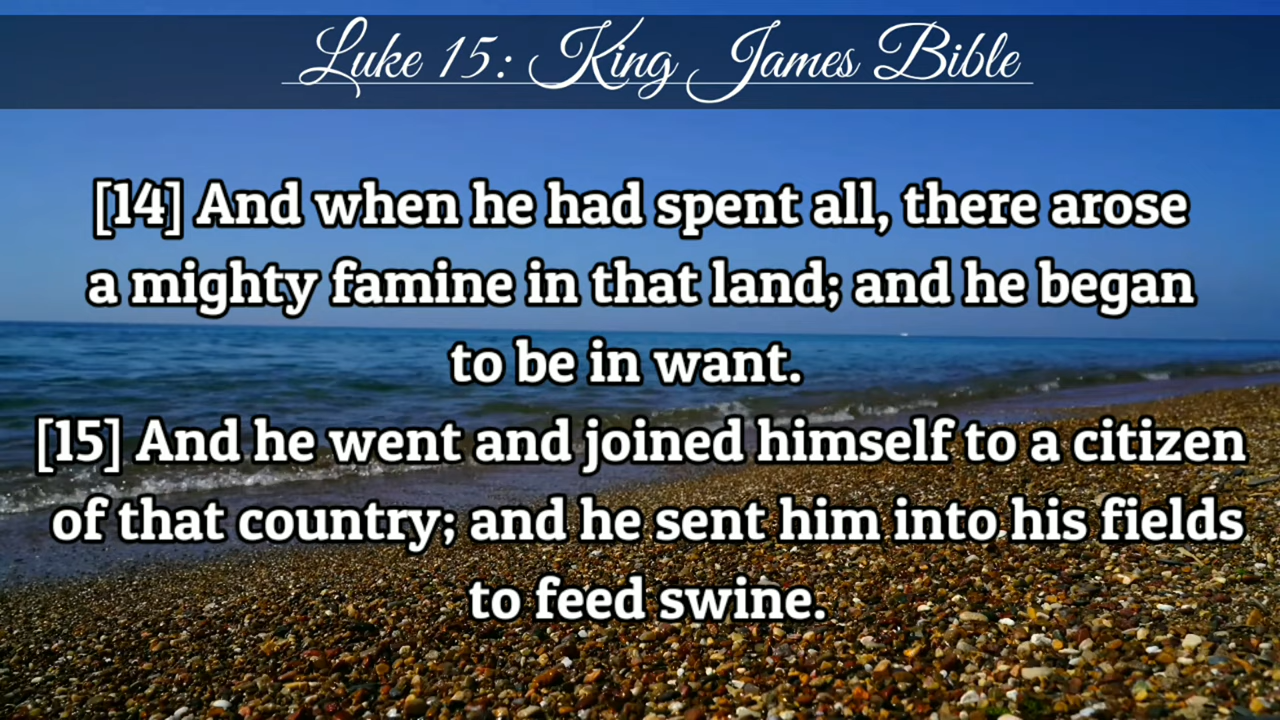 Luke 15: King James Bible
[14] And when he had spent all, there arose
a mighty famine in that land; and he began
to be in want.
[15] And he went and joined himself to a citizen
of that country; and he sent him into his fields
to feed swine.